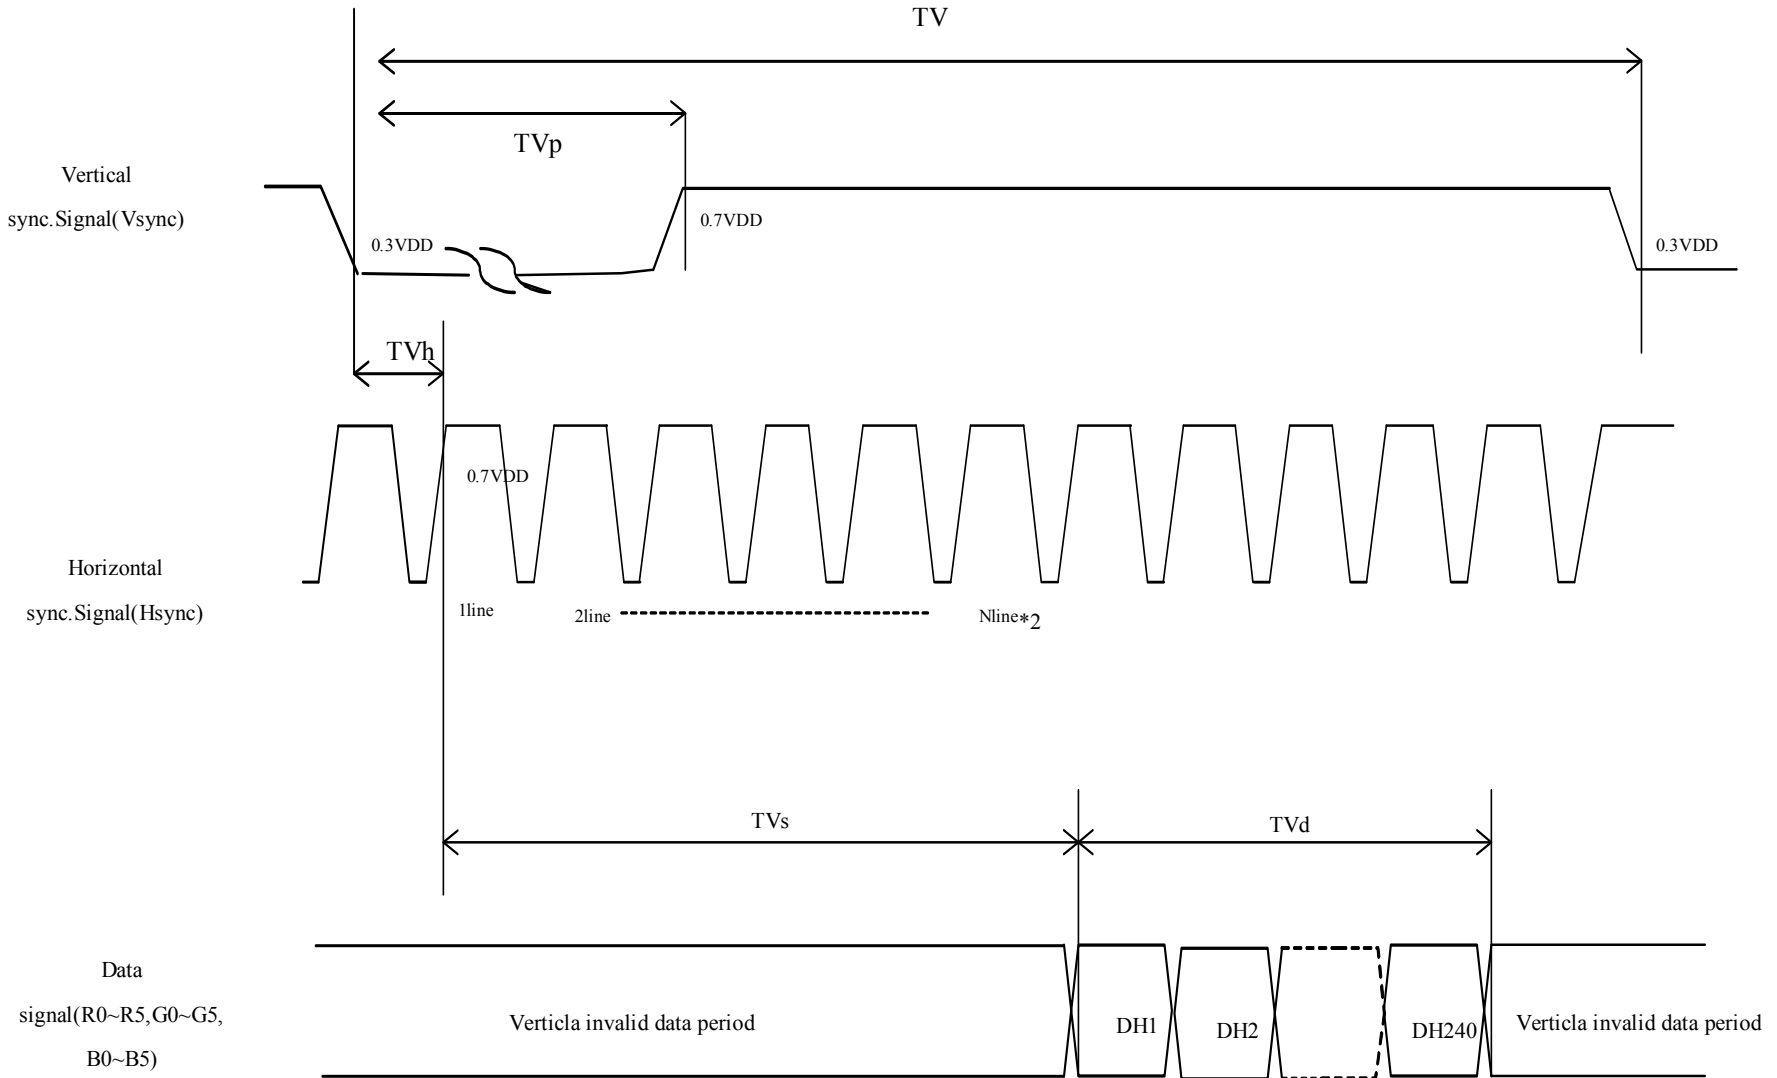 TV
TVp
Vertical
sync.Signal(Vsync)
0.3VDD
0.7VDD
0.3VDD
TVh
0.7VDD
Horizontal
sync.Signal(Hsync)
1line
2line
Nline*2
TVs
TVd
Data
signal(R0~R5,G0~G5,
B0~B5)
Verticla invalid data period
DH1
DH2
DH240
Verticla invalid data period